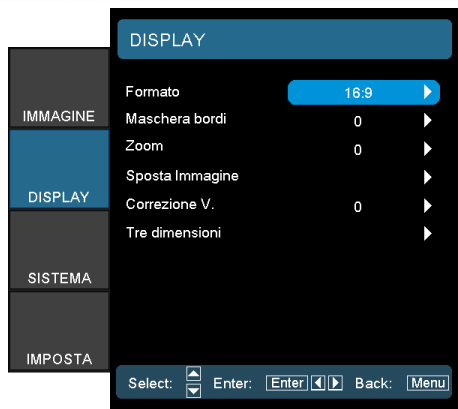 DISPLAY
Formato 16:9
IMMAGINE
Maschera bordi 0
Zoom 0
Sposta Immagine
DISPLAY
Correzione V. 0
Tre dimensioni
SISTEMA
IMPOSTA
Select: Enter: Enter Back: Menu